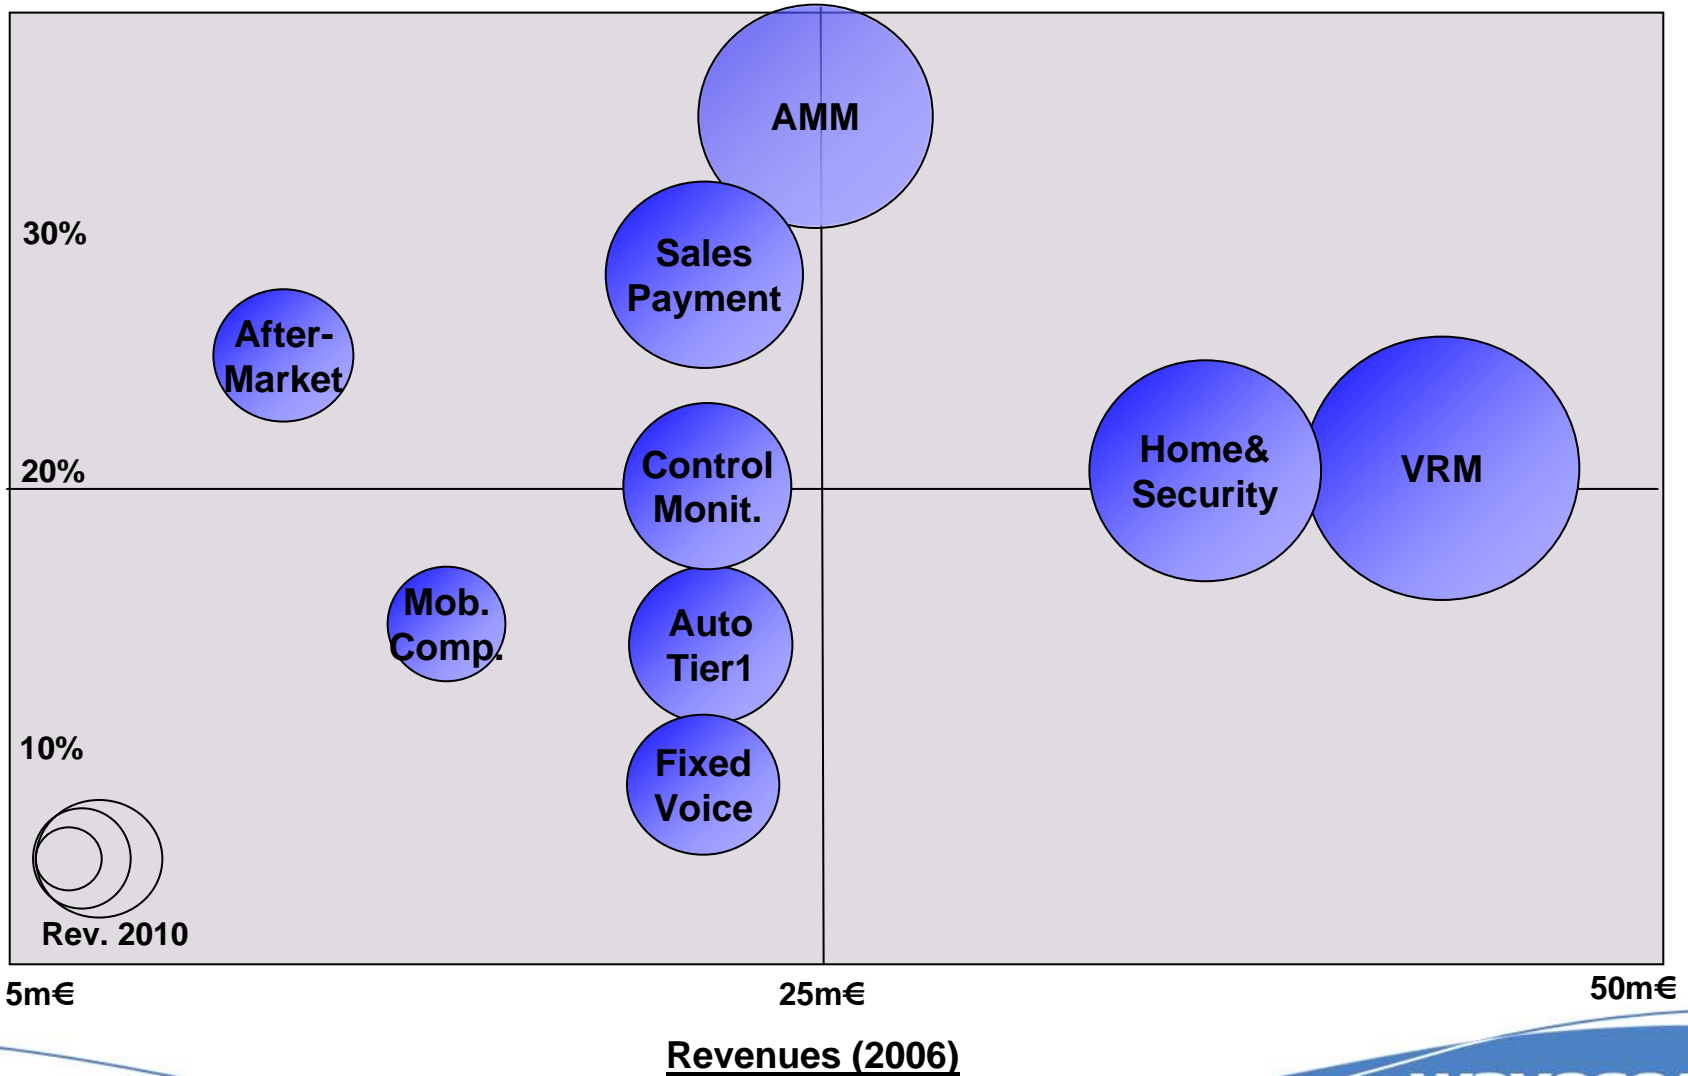 AMM
30%
Sales
Payment
After-
Market
Home&
Security
VRM
Control
Monit.
20%
Mob.
Comp.
Auto
Tier1
10%
Fixed
Voice
Rev. 2010
5m€
25m€
50m€
Revenues (2006)